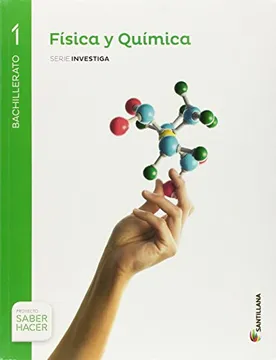 1
BACHILLERATO
Física y Química
SERIE INVESTIGA
PROYECTO
SABER
HACER
SANTILLANA